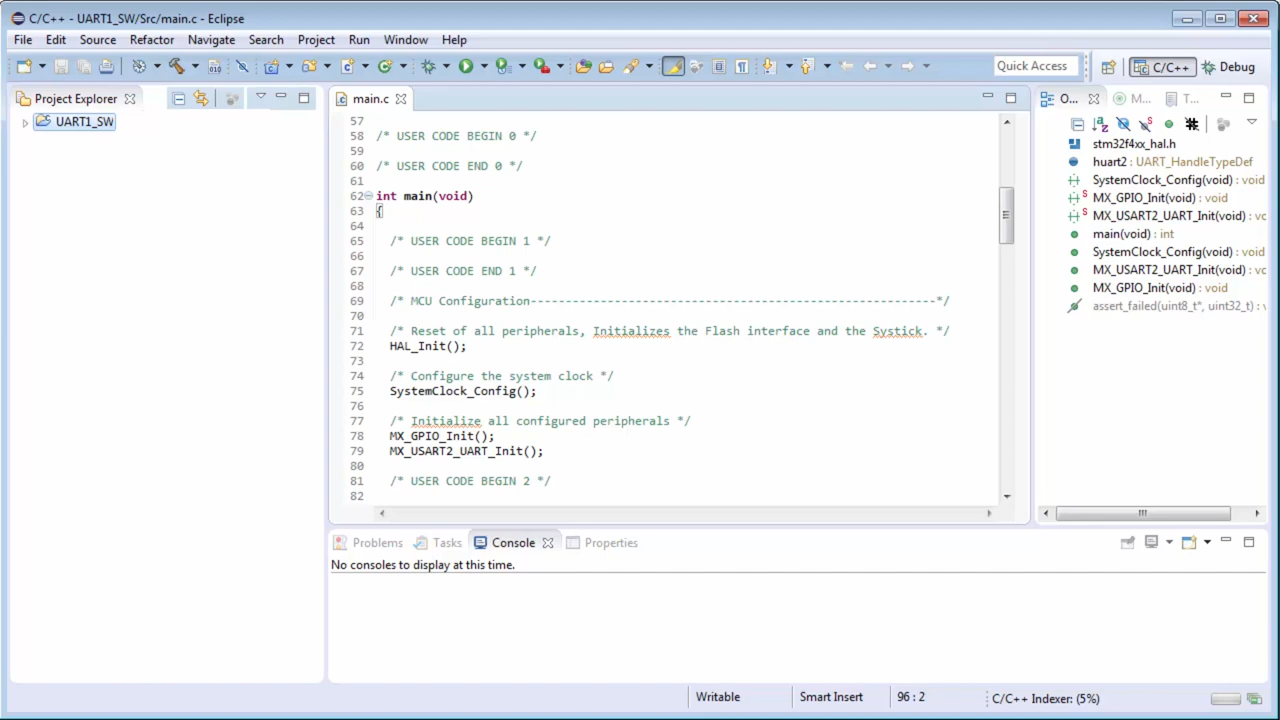 C/C++ - UART1_SW/Src/main.c - Eclipse
File Edit Source Refactor Navigate Search Project Run Window Help
Quick Access
C/C++
Debug
Project Explorer
UART1_SW
main.c
57
58 /* USER CODE BEGIN 0 */
59
60 /* USER CODE END 0 */
61
62 int main(void)
63 {
64
65 /* USER CODE BEGIN 1 */
66
67 /* USER CODE END 1 */
68
69 /* MCU Configuration----------------------------------------------------------*/
70
71 /* Reset of all peripherals, Initializes the Flash interface and the Systick. */
72 HAL_Init();
73
74 /* Configure the system clock */
75 SystemClock_Config();
76
77 /* Initialize all configured peripherals */
78 MX_GPIO_Init();
79 MX_USART2_UART_Init();
80
81 /* USER CODE BEGIN 2 */
82
O... M... T...
stm32f4xx_hal.h
huart2 : UART_HandleTypeDef
SystemClock_Config(void) : void
MX_GPIO_Init(void) : void
MX_USART2_UART_Init(void) : vc
main(void) : int
SystemClock_Config(void) : void
MX_USART2_UART_Init(void) : vc
MX_GPIO_Init(void) : void
assert_failed(uint8_t*, uint32_t) : v
Problems Tasks Console Properties
No consoles to display at this time.
Writable Smart Insert 96 : 2 C/C++ Indexer: (5%)